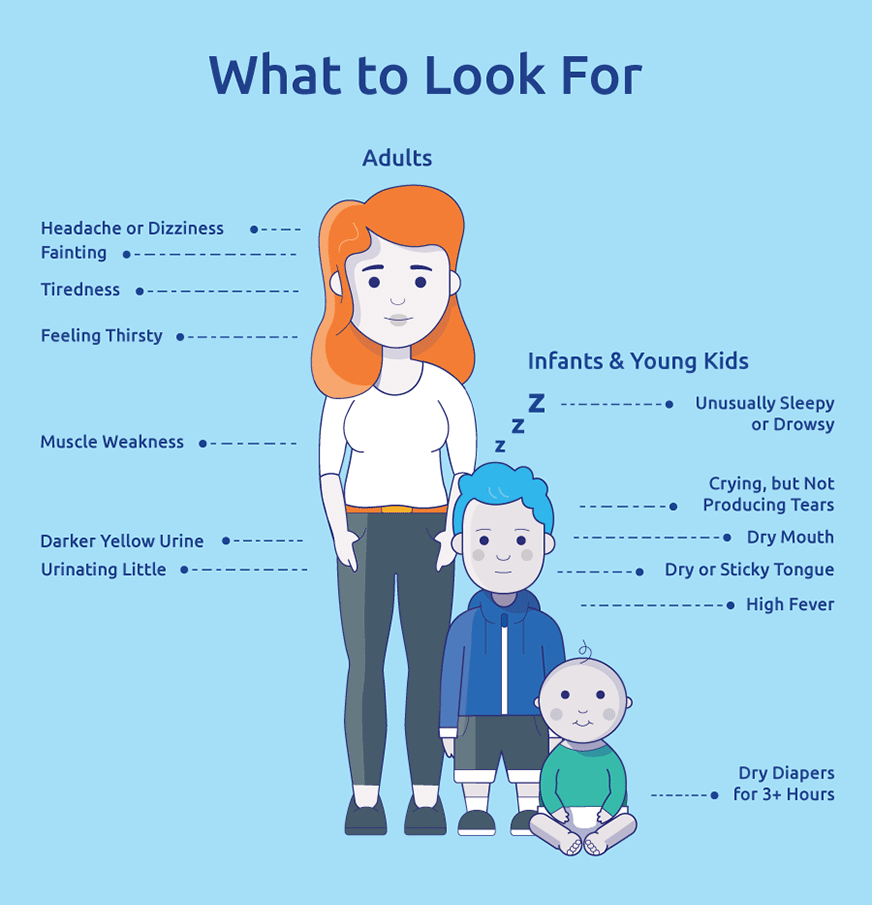 What to Look For
Adults
Headache or Dizziness
Fainting
Tiredness
Feeling Thirsty
Muscle Weakness
Darker Yellow Urine
Urinating Little
Infants & Young Kids
z
z
z
Unusually Sleepy
or Drowsy
Crying, but Not
Producing Tears
Dry Mouth
Dry or Sticky Tongue
High Fever
Dry Diapers
for 3+ Hours